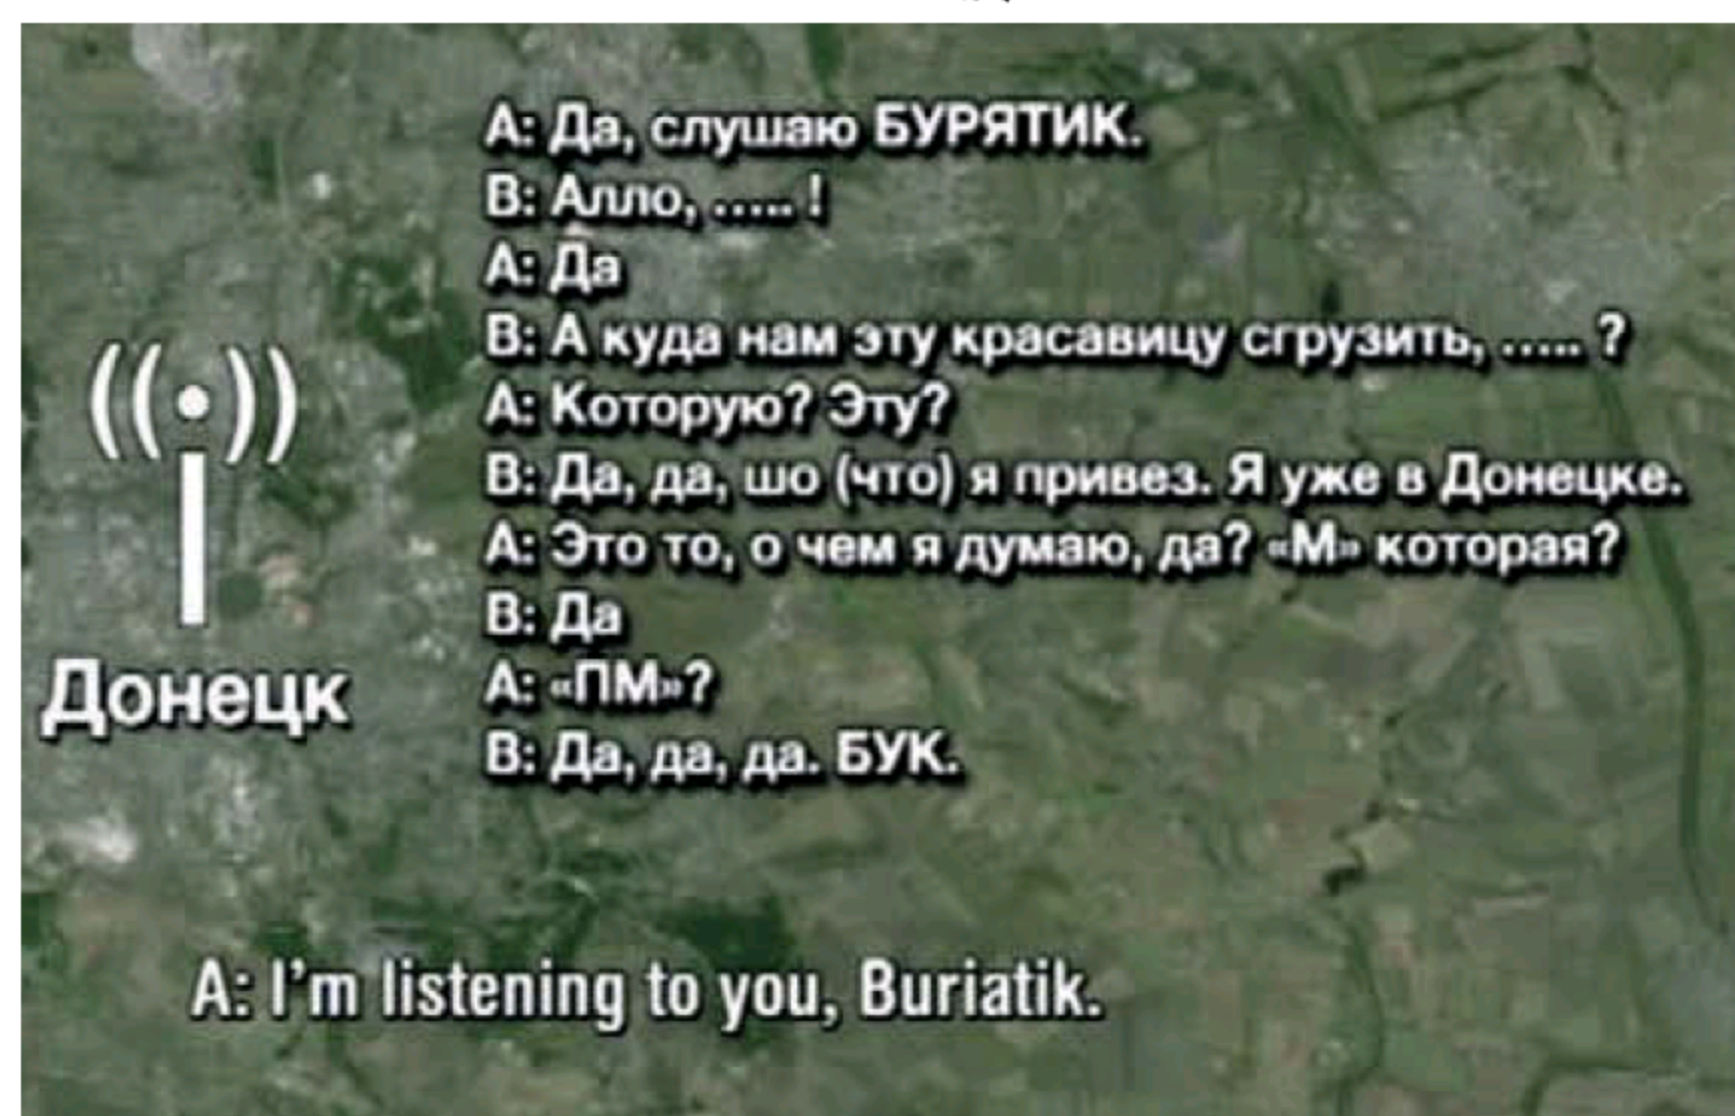 А: Да, слушаю БУРЯТИК.
В: Алло, ..... !
А: Да
В: А куда нам эту красавицу сгрузить, ..... ?
А: Которую? Эту?
В: Да, да, шо (что) я привез. Я уже в Донецке.
А: Это то, о чем я думаю, да? «М» которая?
В: Да
А: «ПМ»?
В: Да, да, да. БУК.
Донецк
A: I'm listening to you, Buriatik.